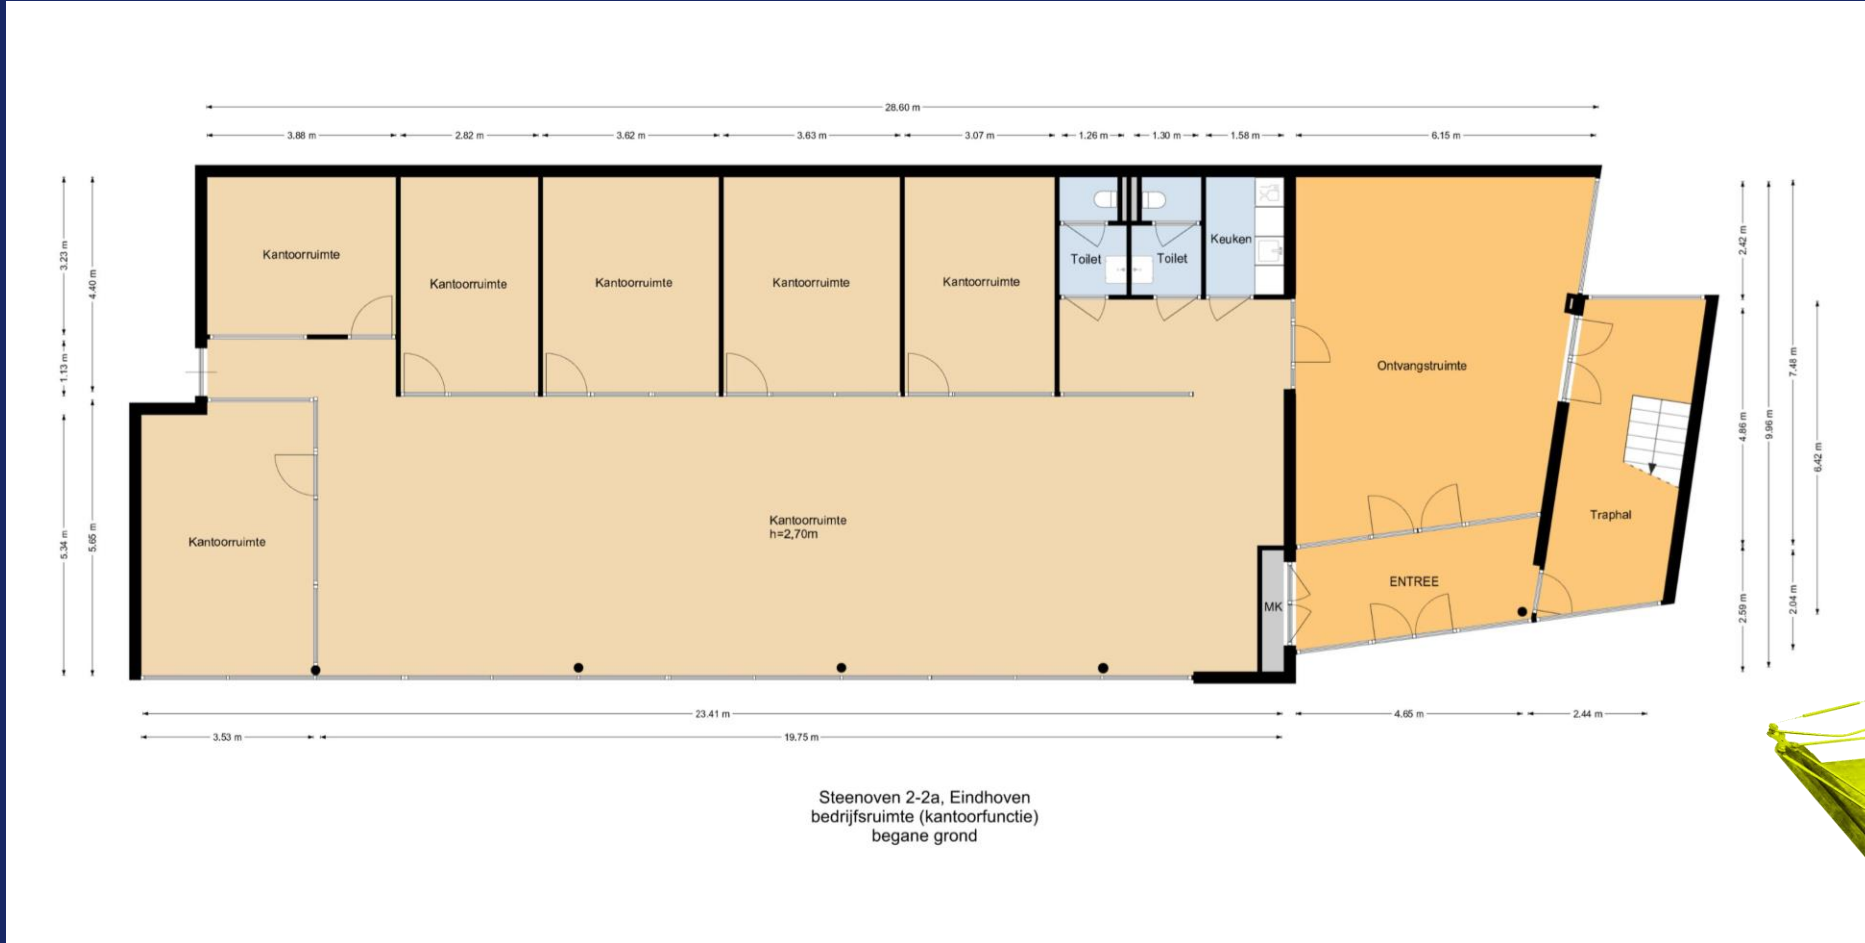 28.60 m
3.88 m
2.82 m
3.62 m
3.63 m
3.07 m
1.26 m
1.30 m
1.58 m
6.15 m
3.23 m
4.40 m
1.13 m
5.34 m
5.65 m
Kantoorruimte
Kantoorruimte
Kantoorruimte
Kantoorruimte
Kantoorruimte
Toilet
Toilet
Keuken
Ontvangstruimte
Kantoorruimte
Kantoorruimte
h=2,70m
Traphal
ENTREE
MK
2.42 m
4.86 m
9.96 m
7.48 m
6.42 m
2.59 m
2.04 m
23.41 m
4.65 m
2.44 m
3.53 m
19.75 m
Steenoven 2-2a, Eindhoven
bedrijfsruimte (kantoorfunctie)
begane grond